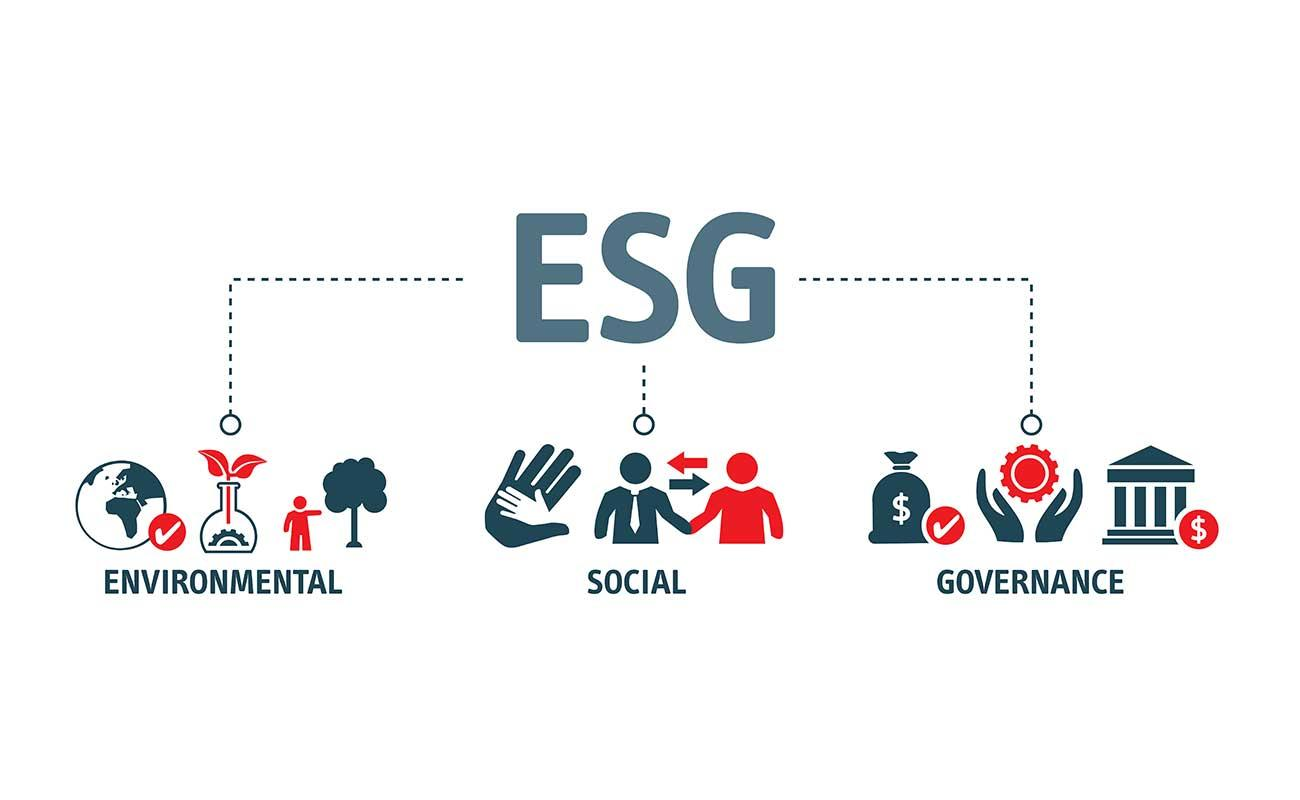 ESG
ENVIRONMENTAL
SOCIAL
GOVERNANCE
$
$